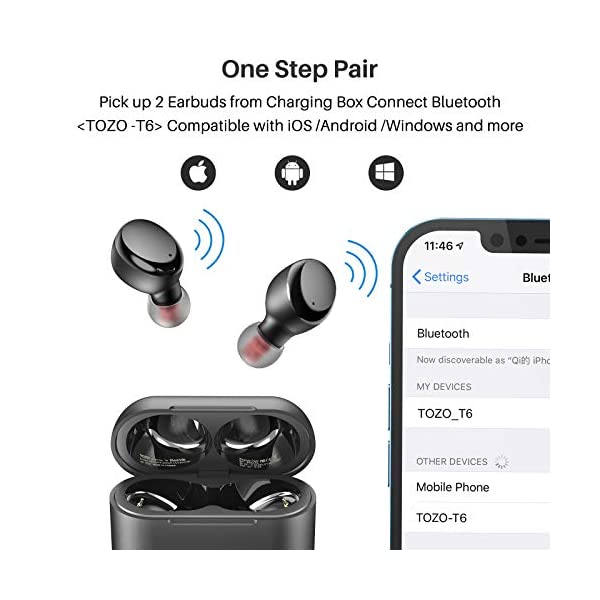 One Step Pair
Pick up 2 Earbuds from Charging Box Connect Bluetooth
<TOZO -T6> Compatible with iOS /Android /Windows and more
11:46
Settings
Bluet
Bluetooth
Now discoverable as "Qi的 iPho
MY DEVICES
TOZO_T6
OTHER DEVICES
Mobile Phone
TOZO-T6